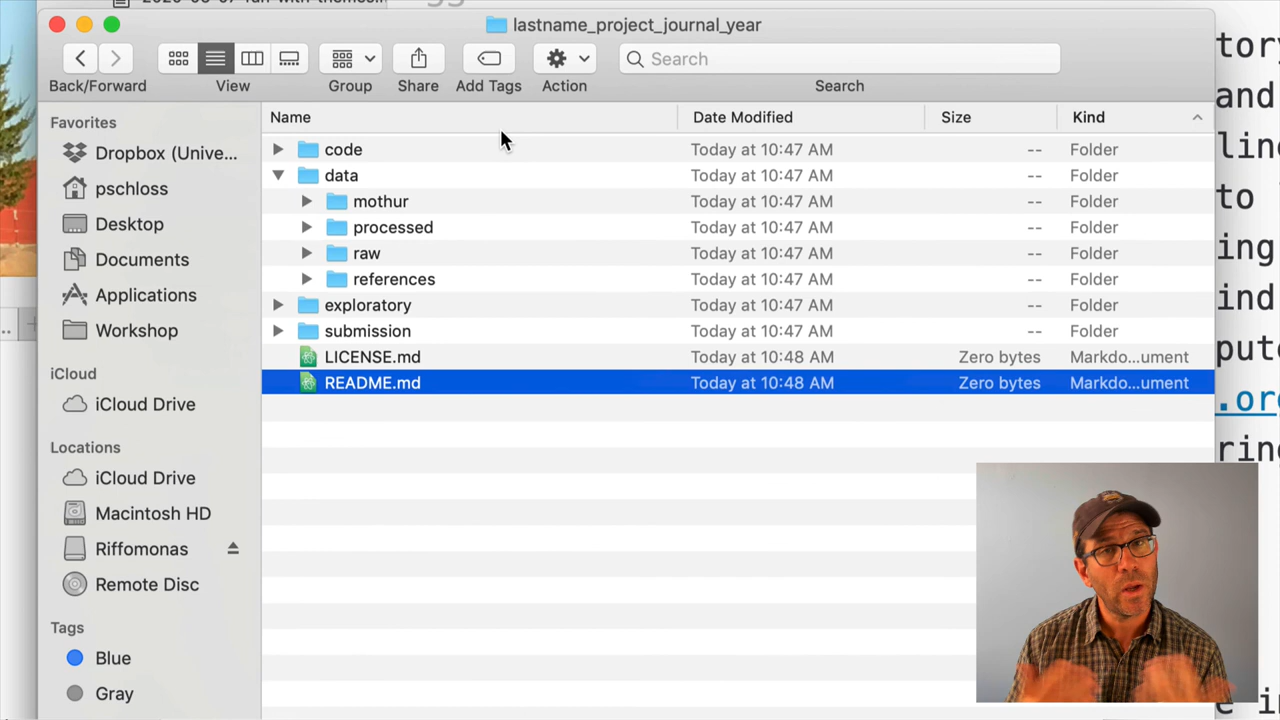 lastname_project_journal_year
Search
Back/Forward View Group Share Add Tags Action Search
Favorites
Dropbox (Unive...
pschloss
Desktop
Documents
Applications
Workshop
iCloud
iCloud Drive
Locations
iCloud Drive
Macintosh HD
Riffomonas
Remote Disc
Tags
Blue
Gray
Name Date Modified Size Kind
code Today at 10:47 AM -- Folder
data Today at 10:47 AM -- Folder
mothur Today at 10:47 AM -- Folder
processed Today at 10:47 AM -- Folder
raw Today at 10:47 AM -- Folder
references Today at 10:47 AM -- Folder
exploratory Today at 10:47 AM -- Folder
submission Today at 10:47 AM -- Folder
LICENSE.md Today at 10:48 AM Zero bytes Markdo...ument
README.md Today at 10:48 AM Zero bytes Markdo...ument
tory
and
line
to
ing
ind
pute
.org
ring